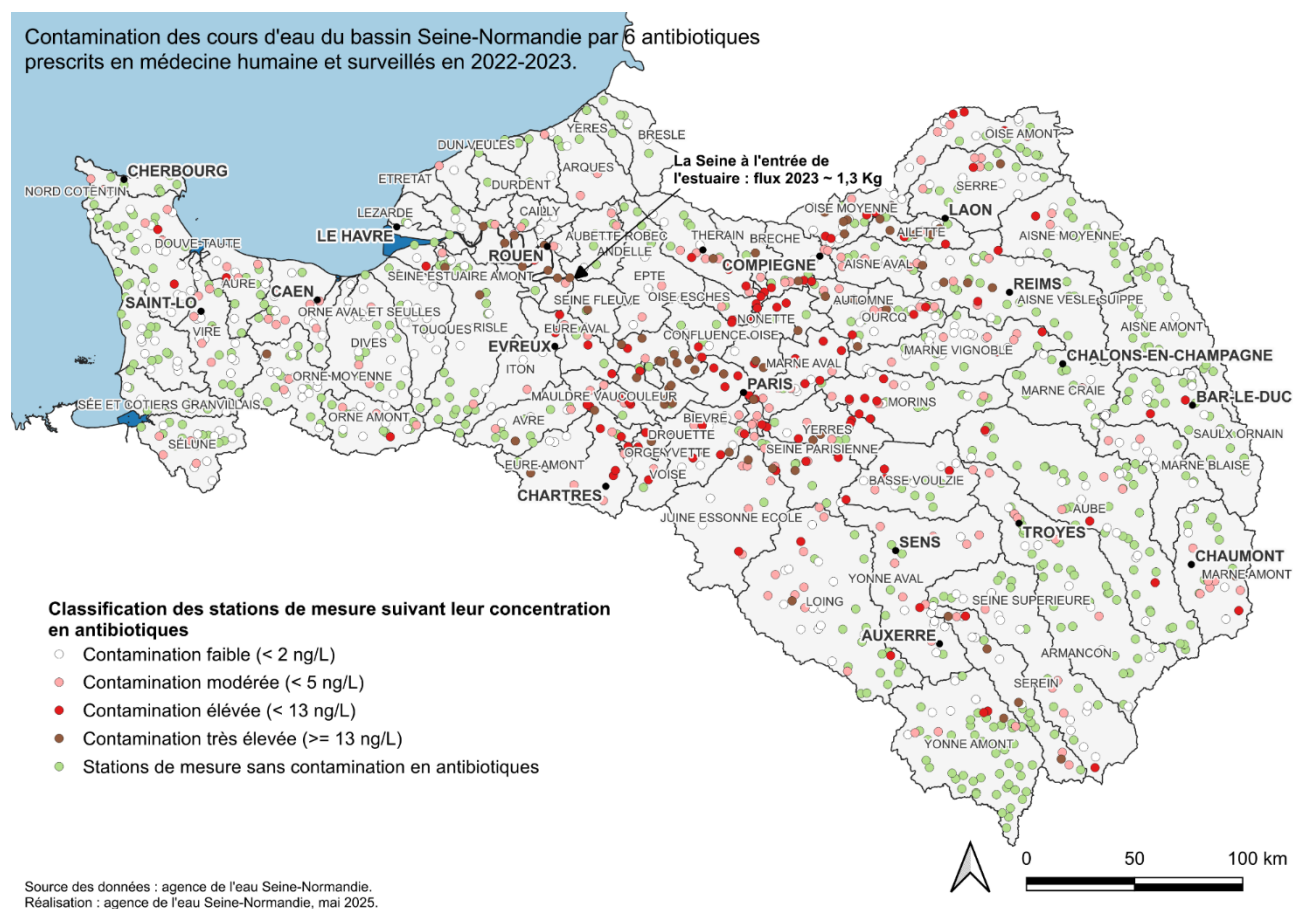 Contamination des cours d'eau du bassin Seine-Normandie par 6 antibiotiques
prescrits en médecine humaine et surveillés en 2022-2023.
YERES
BRESLE
OISE AMONT
DUN VEULES
La Seine à l'entrée de
l'estuaire : flux 2023 ~ 1,3 Kg
ARQUES
CHERBOURG
ETRETAT
DURDENT
SERRE
NORD COTENTIN
LEZARDE
CAILLY
OISE MOYENNE
LAON
LE HAVRE
AUBETTE ROBEC
THERAIN
BRECHE
AILETTE
AISNE MOYENNE
DOUVE-TAUTE
ROUEN
ANDELLE
COMPIEGNE
AISNE AVAL
SEINE ESTUAIRE AMONT
EPTE
AURE
CAEN
SEINE FLEUVE
OISE ESCHES
AUTOMNE
REIMS
AISNE VESLE SUIPPE
SAINT-LO
ORNE AVAL ET SEULLES
NONETTE
OURCQ
VIRE
TOUQUES
RISLE
EURE AVAL
CONFLUENCE OISE
AISNE AMONT
DIVES
EVREUX
MARNE VIGNOBLE
CHALONS-EN-CHAMPAGNE
ITON
MARNE AVAL
ORNE-MOYENNE
PARIS
MARNE CRAIE
MAULDRE VAUCOULEUR
MORINS
BAR-LE-DUC
SÉE ET COTIERS GRANVILLAIS
ORNE AMONT
AVRE
BIEVRE
YERRES
SAULX ORNAIN
SELUNE
DROUETTE
SEINE PARISIENNE
ORGEYVETTE
EURE-AMONT
MARNE BLAISE
VOISE
BASSE VOULZIE
CHARTRES
AUBE
JUINE ESSONNE ECOLE
TROYES
SENS
CHAUMONT
YONNE AVAL
MARNE-AMONT
LOING
SEINE SUPERIEURE
AUXERRE
ARMANCON
SEREIN
YONNE AMONT
Classification des stations de mesure suivant leur concentration
en antibiotiques
Contamination faible (< 2 ng/L)
Contamination modérée (< 5 ng/L)
Contamination élévée (< 13 ng/L)
Contamination très élevée (>= 13 ng/L)
Stations de mesure sans contamination en antibiotiques
0 50 100 km
Source des données : agence de l'eau Seine-Normandie.
Réalisation : agence de l'eau Seine-Normandie, mai 2025.